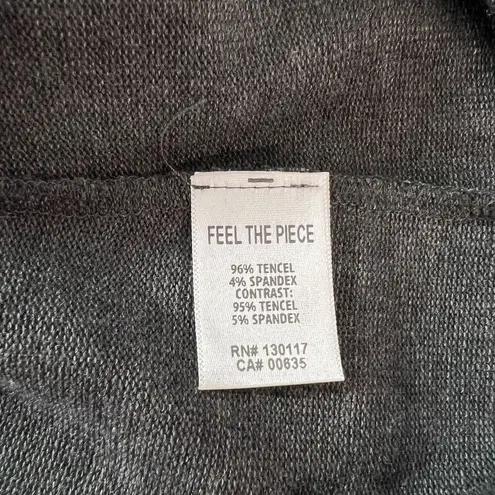 FEEL THE PIECE
96% TENCEL
4% SPANDEX
CONTRAST:
95% TENCEL
5% SPANDEX
RN# 130117
CA# 00635